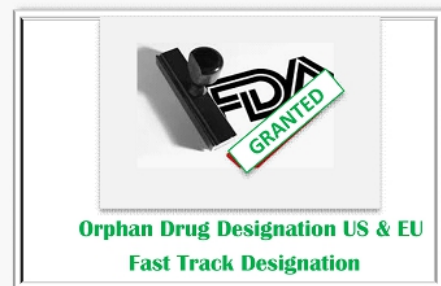 FDA
GRANTED
Orphan Drug Designation US & EU
Fast Track Designation